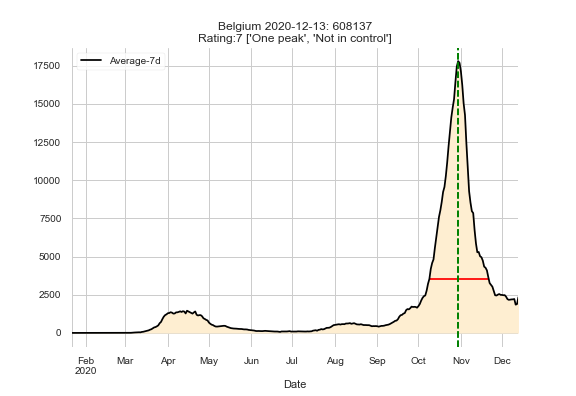 Belgium 2020-12-13: 608137
Rating:7 ['One peak', 'Not in control']
Average-7d
17500
15000
12500
10000
7500
5000
2500
0
Feb Mar Apr May Jun Jul Aug Sep Oct Nov Dec
2020
Date